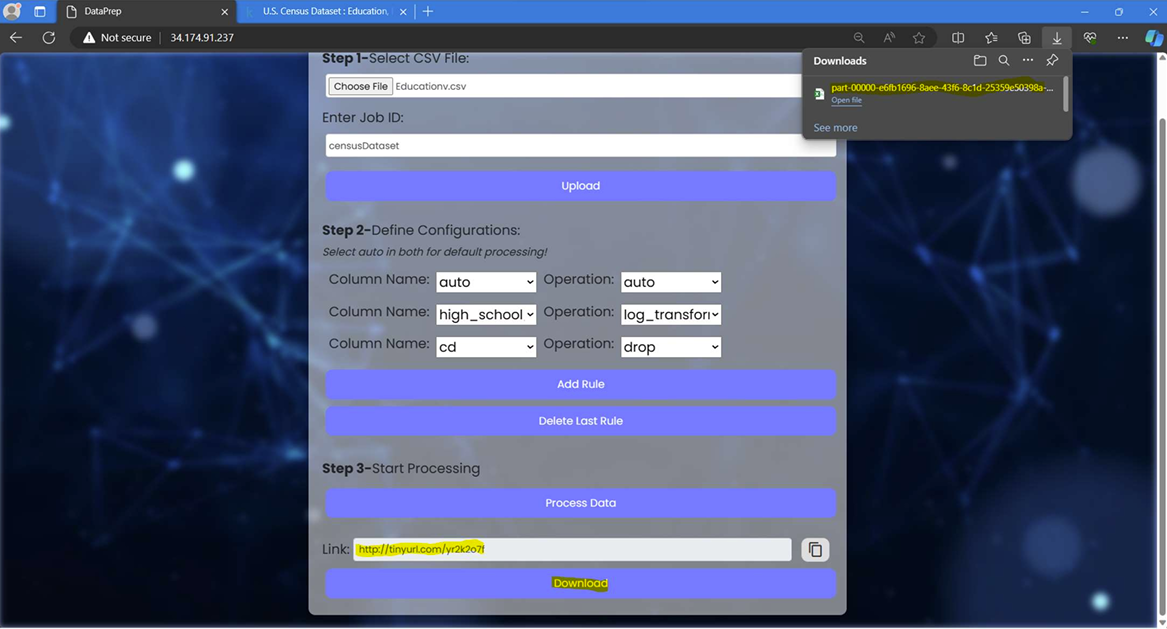 DataPrep
U.S. Census Dataset : Education,
Not secure 34.174.91.237
Downloads
part-00000-e6fb1696-8aee-43f6-8c1d-25359e50398a-...
Open file
See more
Step 1-Select CSV File:
Choose File Educationv.csv
Enter Job ID:
censusDataset
Upload
Step 2-Define Configurations:
Select auto in both for default processing!
Column Name: auto Operation: auto
Column Name: high_school Operation: log_transforr
Column Name: cd Operation: drop
Add Rule
Delete Last Rule
Step 3-Start Processing
Process Data
Link: http://tinyurl.com/yr2k2o7f
Download